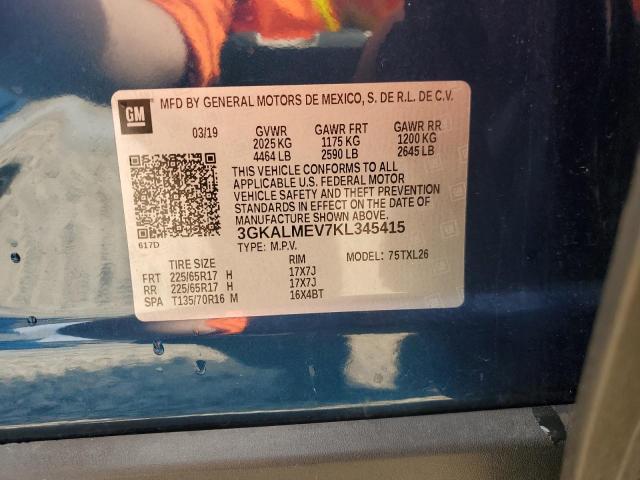 GM
MFD BY GENERAL MOTORS DE MEXICO, S. DE R.L. DE C.V.
03/19 GVWR GAWR FRT GAWR RR
2025 KG 1175 KG 1200 KG
4464 LB 2590 LB 2645 LB
THIS VEHICLE CONFORMS TO ALL
APPLICABLE U.S. FEDERAL MOTOR
VEHICLE SAFETY AND THEFT PREVENTION
STANDARDS IN EFFECT ON THE DATE OF
MANUFACTURE SHOWN ABOVE.
617D
3GKALMEV7KL345415
TYPE: M.P.V. MODEL: 75TXL26
TIRE SIZE RIM
FRT 225/65R17 H 17X7J
RR 225/65R17 H 17X7J
SPA T135/70R16 M 16X4BT